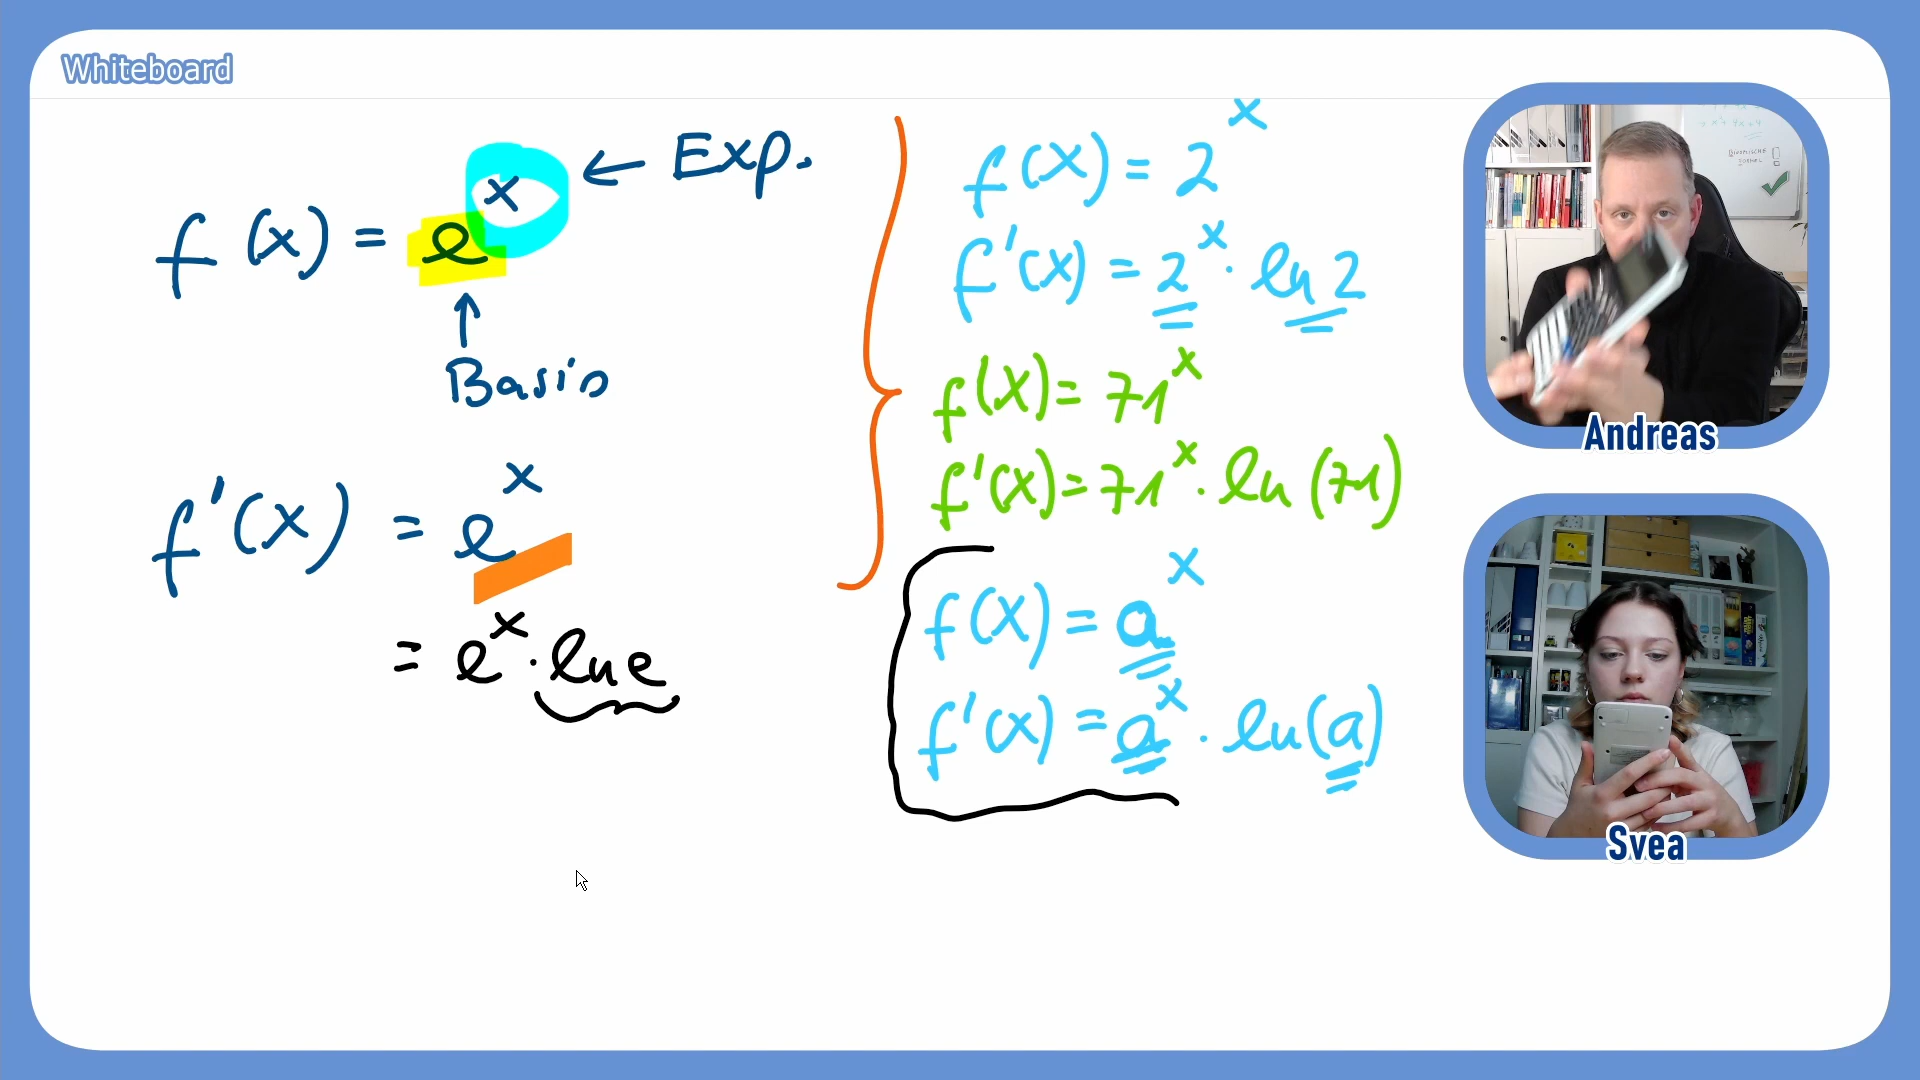 Whiteboard
f(x) = e^x ← Exp.
↑
Basis
f'(x) = e^x
= e^x · ln e
f(x) = 2^x
f'(x) = 2^x · ln 2
f(x) = 71^x
f'(x) = 71^x · ln (71)
f(x) = a^x
f'(x) = a^x · ln(a)
Andreas
Svea